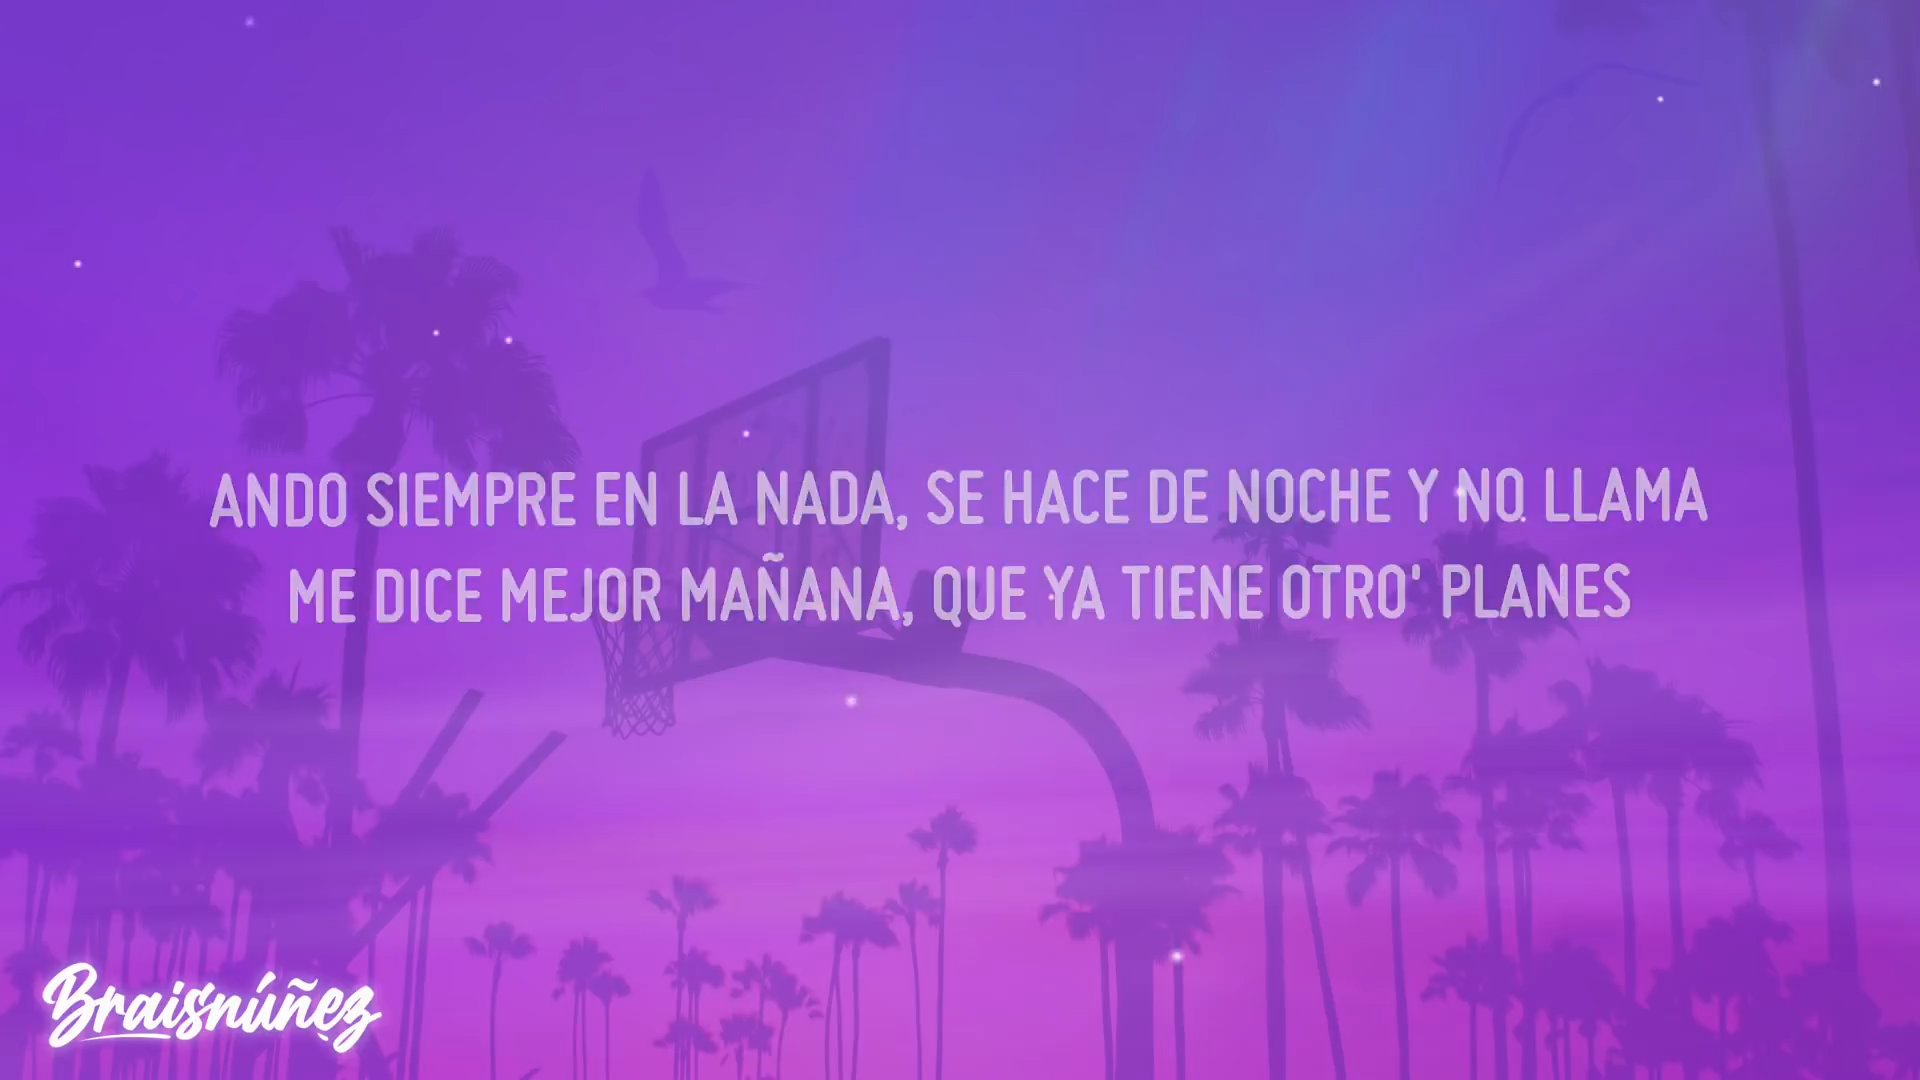 ANDO SIEMPRE EN LA NADA, SE HACE DE NOCHE Y NO LLAMA
ME DICE MEJOR MAÑANA, QUE YA TIENE OTRO' PLANES
Braisnúñez